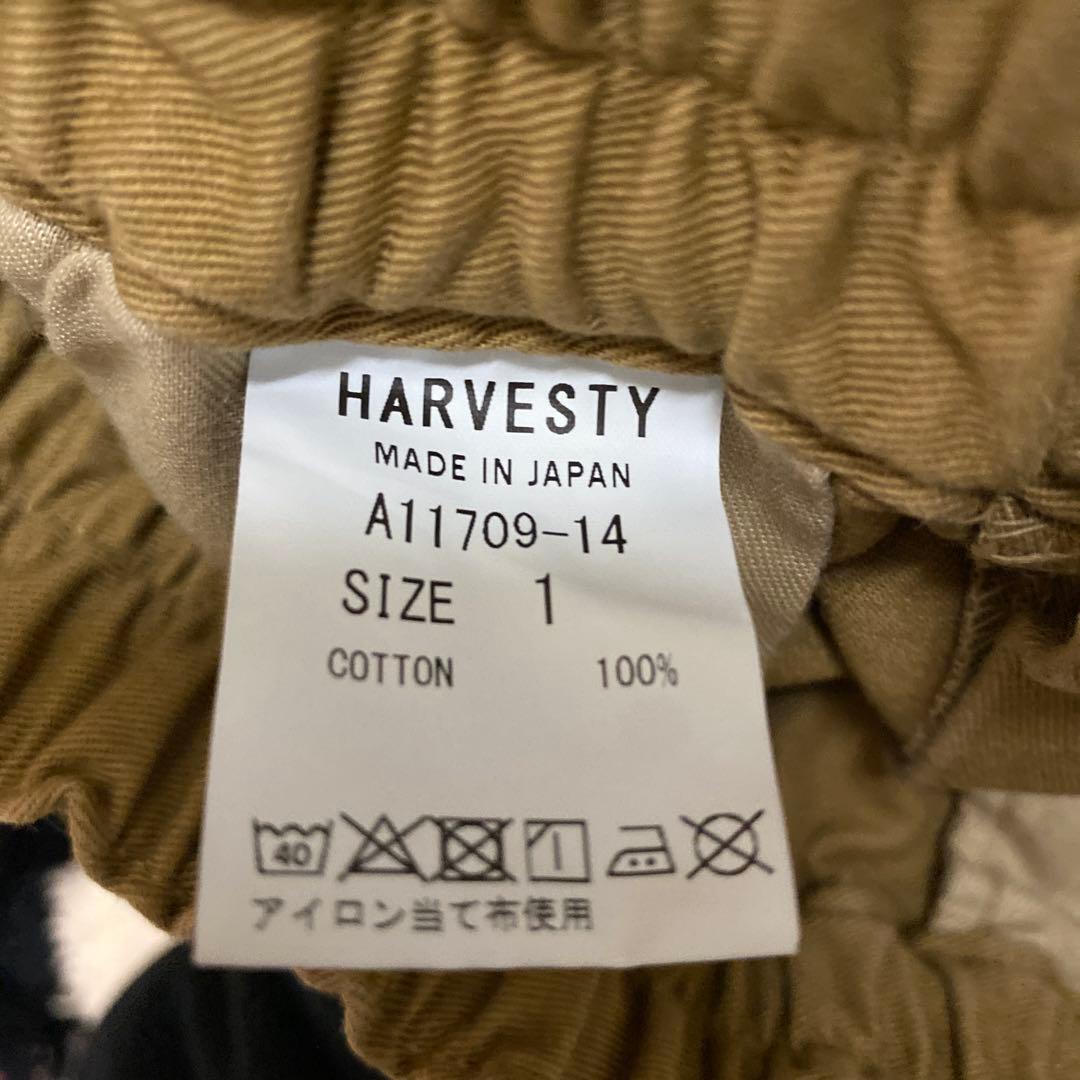 HARVESTY
MADE IN JAPAN
A11709-14
SIZE 1
COTTON 100%
40
アイロン当て布使用